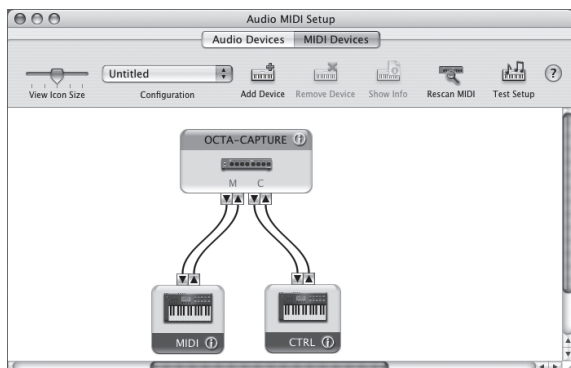 Audio MIDI Setup
Audio Devices MIDI Devices
Untitled
View Icon Size Configuration Add Device Remove Device Show Info Rescan MIDI Test Setup ?
OCTA-CAPTURE i
M C
MIDI i CTRL i